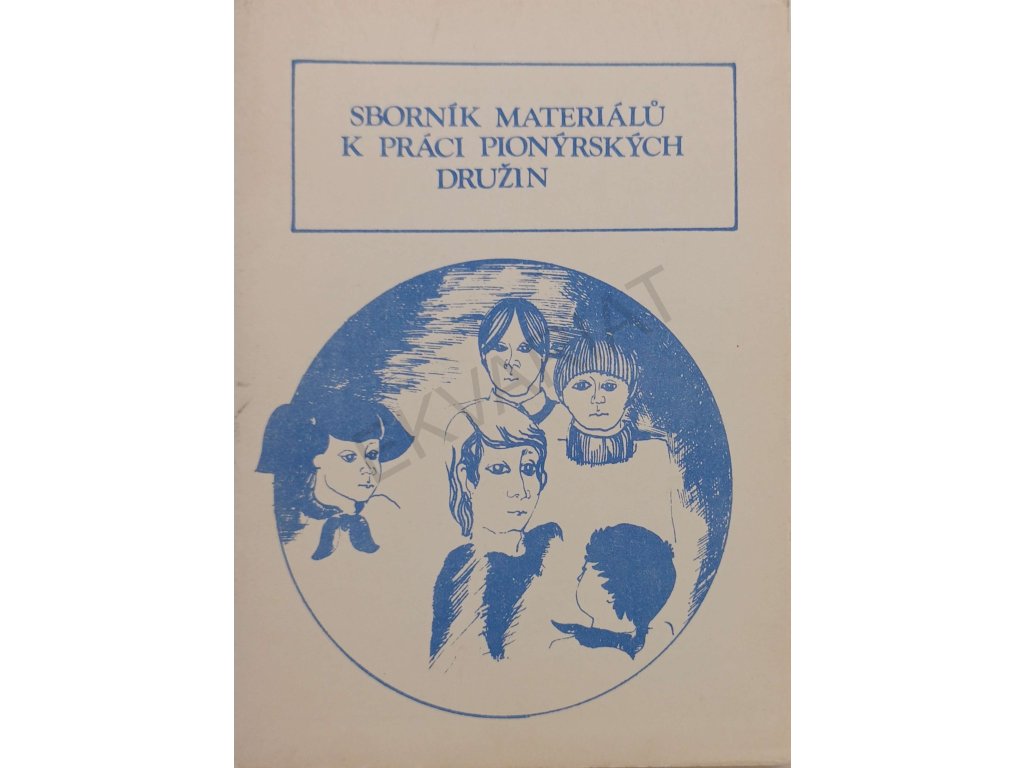 SBORNÍK MATERIÁLŮ
K PRÁCI PIONÝRSKÝCH
DRUŽIN